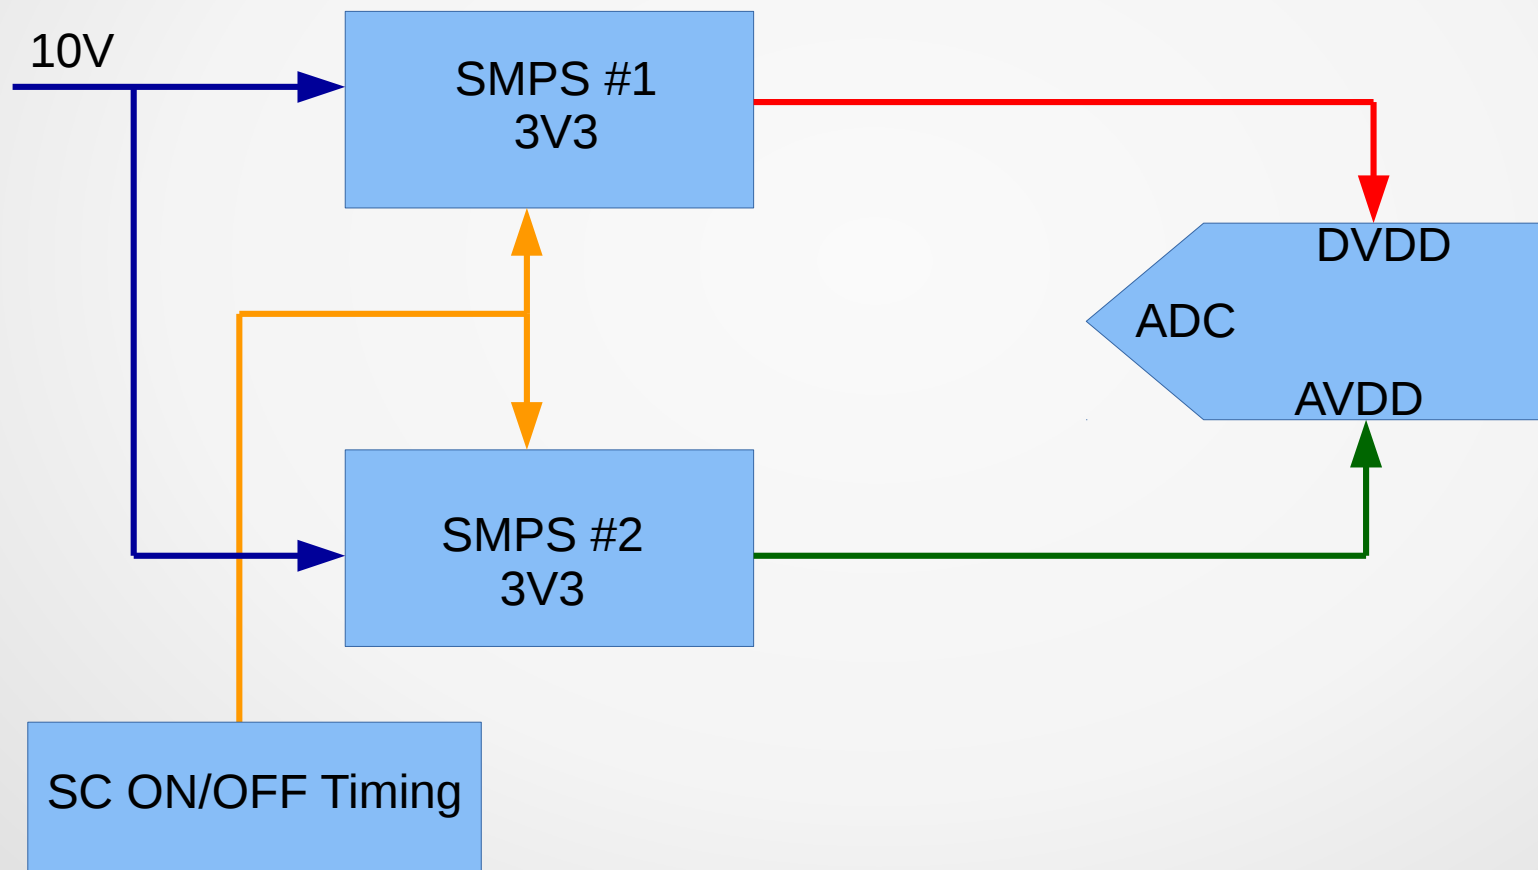 10V
SMPS #1
3V3
DVDD
ADC
AVDD
SMPS #2
3V3
SC ON/OFF Timing